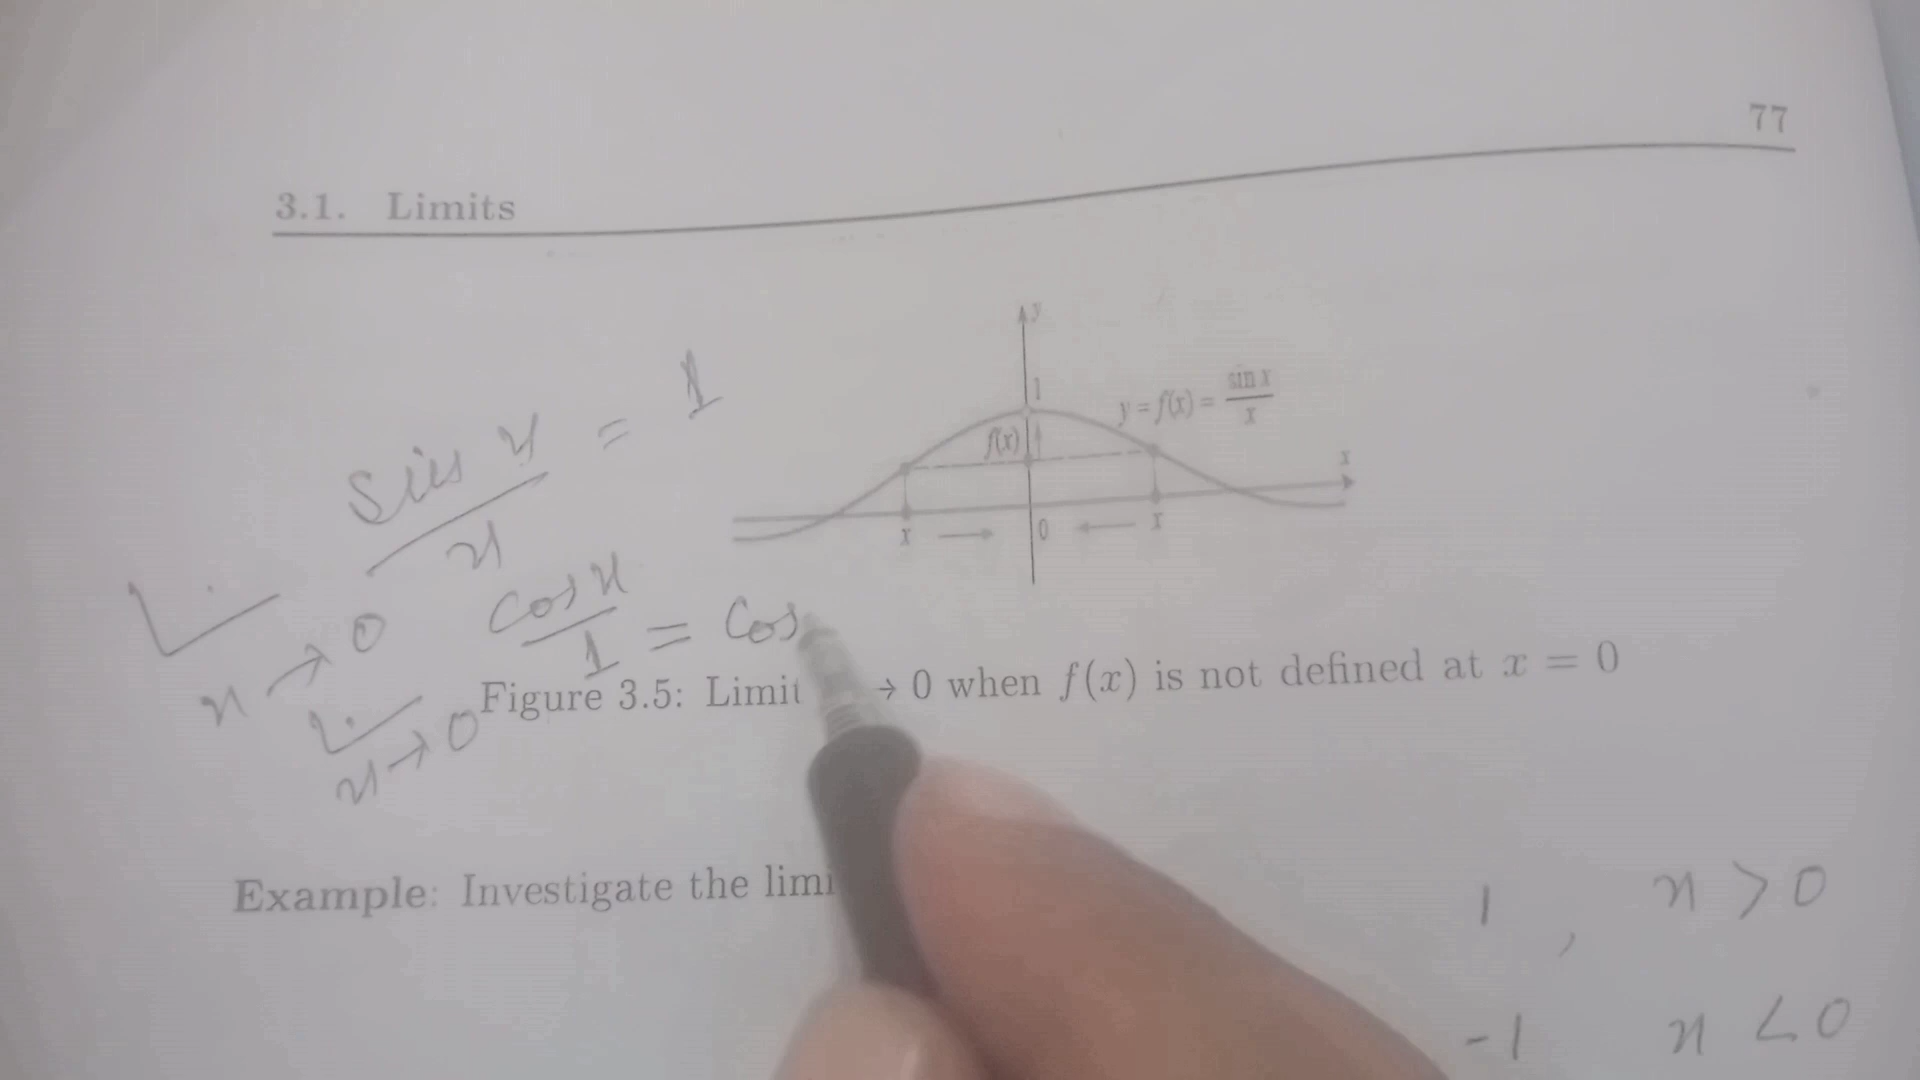 77
3.1. Limits
y
1
y = f(x) = sin x / x
f(x)
x
x 0 x
sin x / x = 1
x → 0
cos x / 1 = Cos
x → 0
Figure 3.5: Limit → 0 when f(x) is not defined at x = 0
Example: Investigate the
1 , x > 0
-1 x < 0